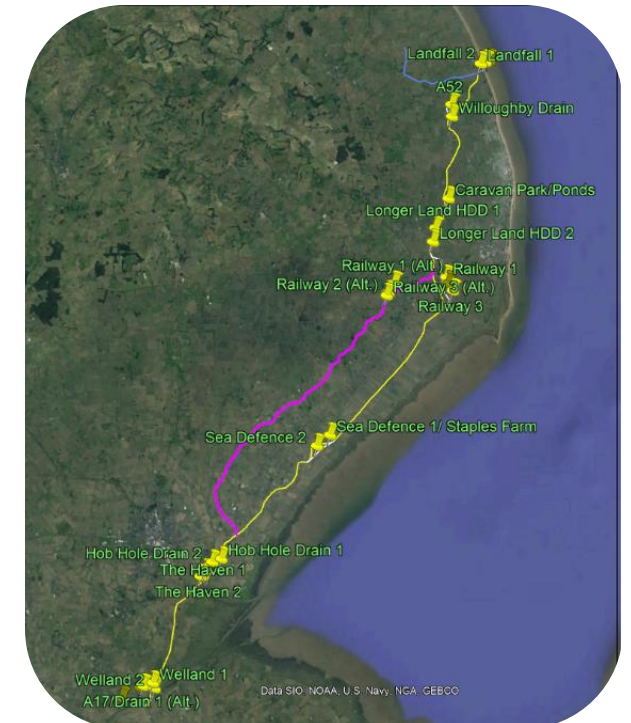 Landfall 2
Landfall 1
A52
Willoughby Drain
Caravan Park/Ponds
Longer Land HDD 1
Longer Land HDD 2
Railway 1 (Alt.)
Railway 1
Railway 2 (Alt.)
Railway 3 (Alt.)
Railway 3
Sea Defence 1/ Staples Farm
Sea Defence 2
Hob Hole Drain 2
Hob Hole Drain 1
The Haven 1
The Haven 2
Welland 2
Welland 1
A17/Drain 1 (Alt.)
Data SIO, NOAA, U.S. Navy, NGA, GEBCO